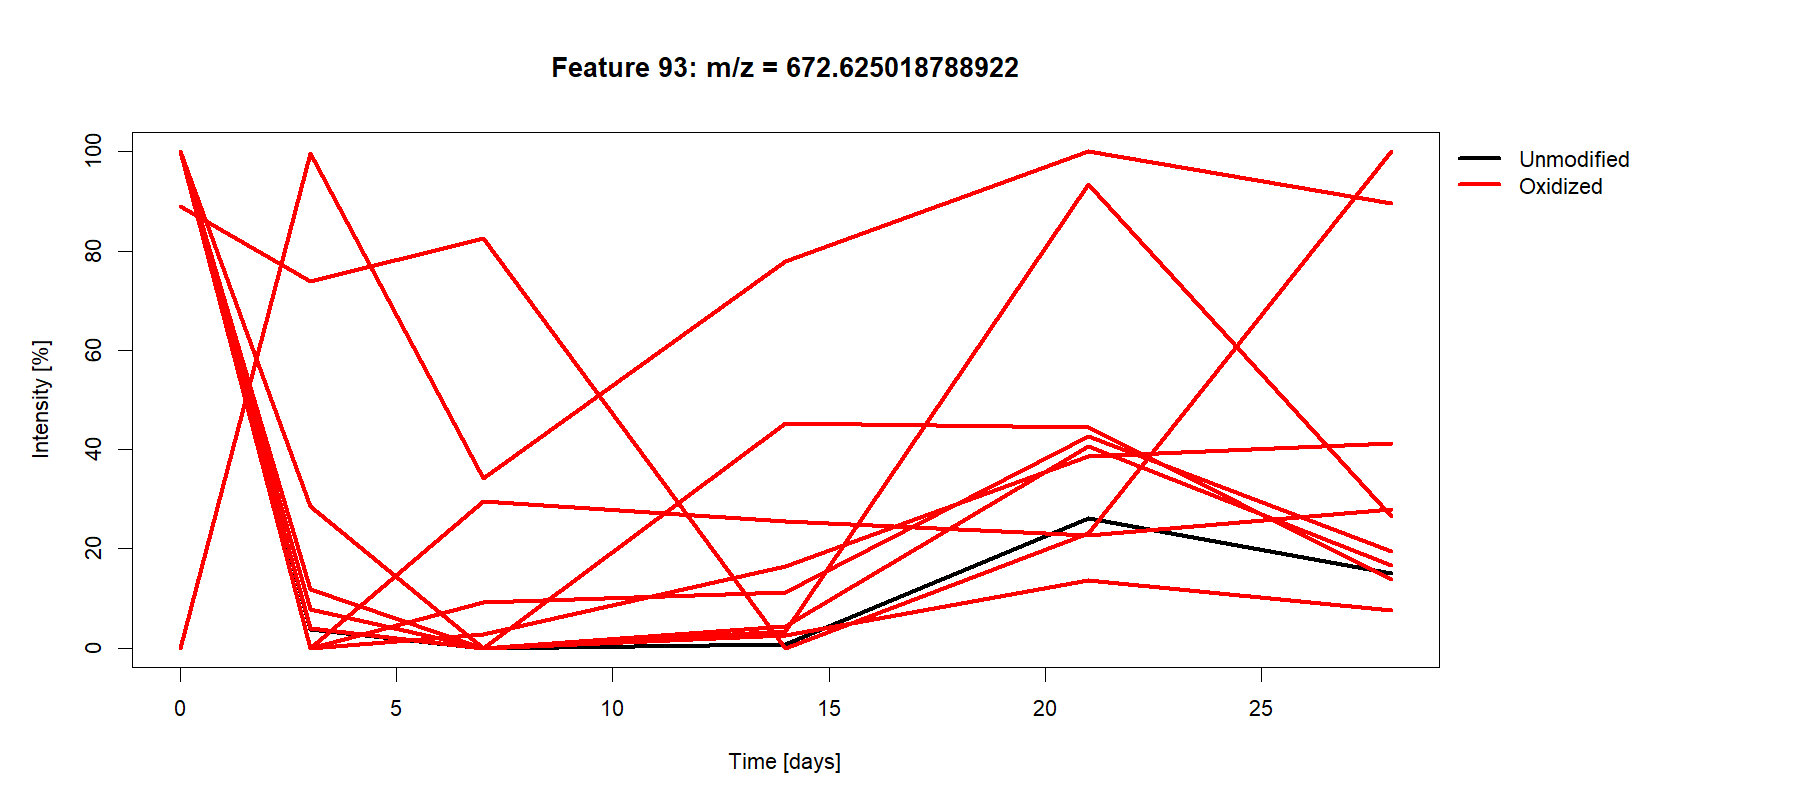 Feature 93: m/z = 672.625018788922
Unmodified
Oxidized
Intensity [%]
100
80
60
40
20
0
0 5 10 15 20 25
Time [days]